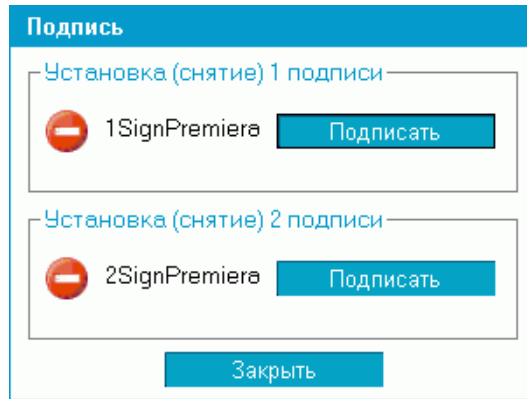 Подпись
Установка (снятие) 1 подписи
1SignPremiera Подписать
Установка (снятие) 2 подписи
2SignPremiera Подписать
Закрыть